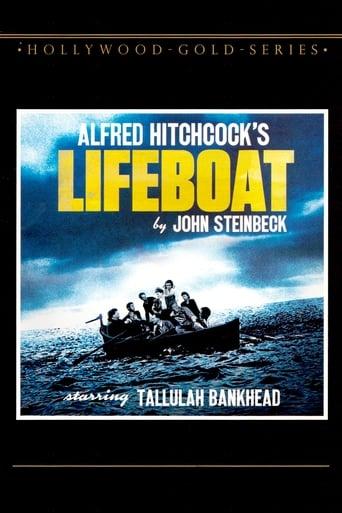 •HOLLYWOOD•GOLD•SERIES•
ALFRED HITCHCOCK'S
LIFEBOAT
by JOHN STEINBECK
starring TALLULAH BANKHEAD